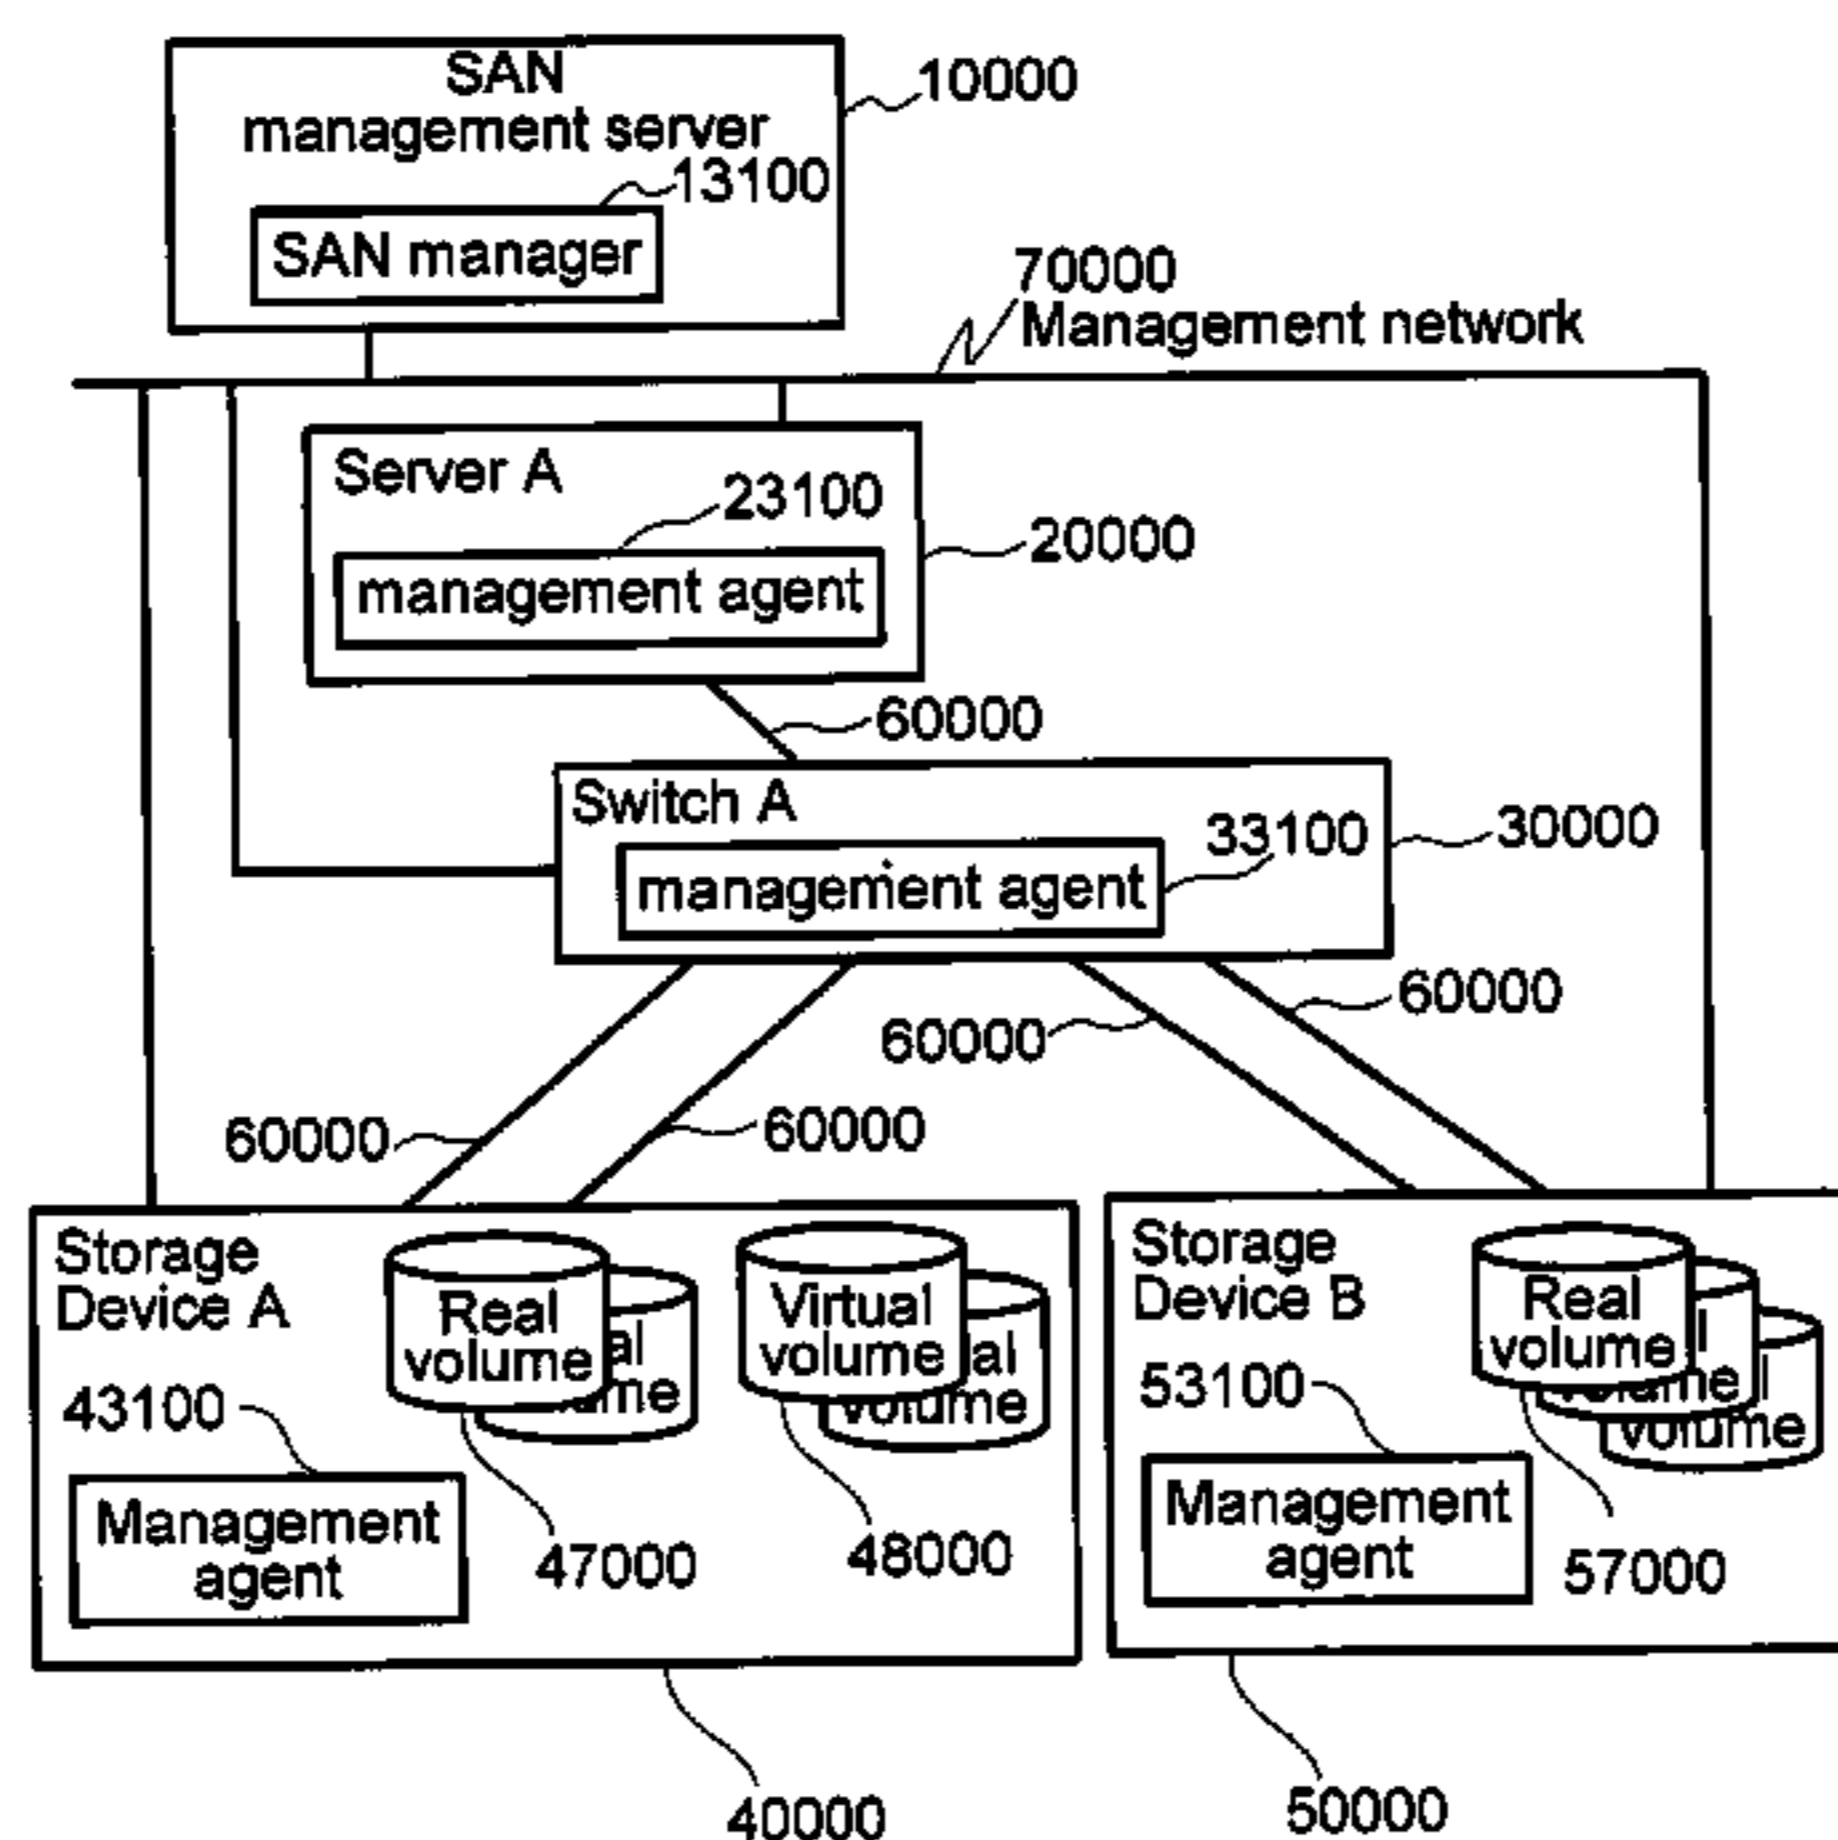 SAN
management server
10000
13100
SAN manager
70000
Management network
Server A
23100
20000
management agent
60000
Switch A
33100
30000
management agent
60000
60000
60000
60000
Storage
Device A
Real
volume
Virtual
volume
volume
43100
Management
agent
47000
48000
Storage
Device B
Real
volume
volume
53100
Management
agent
57000
40000
50000